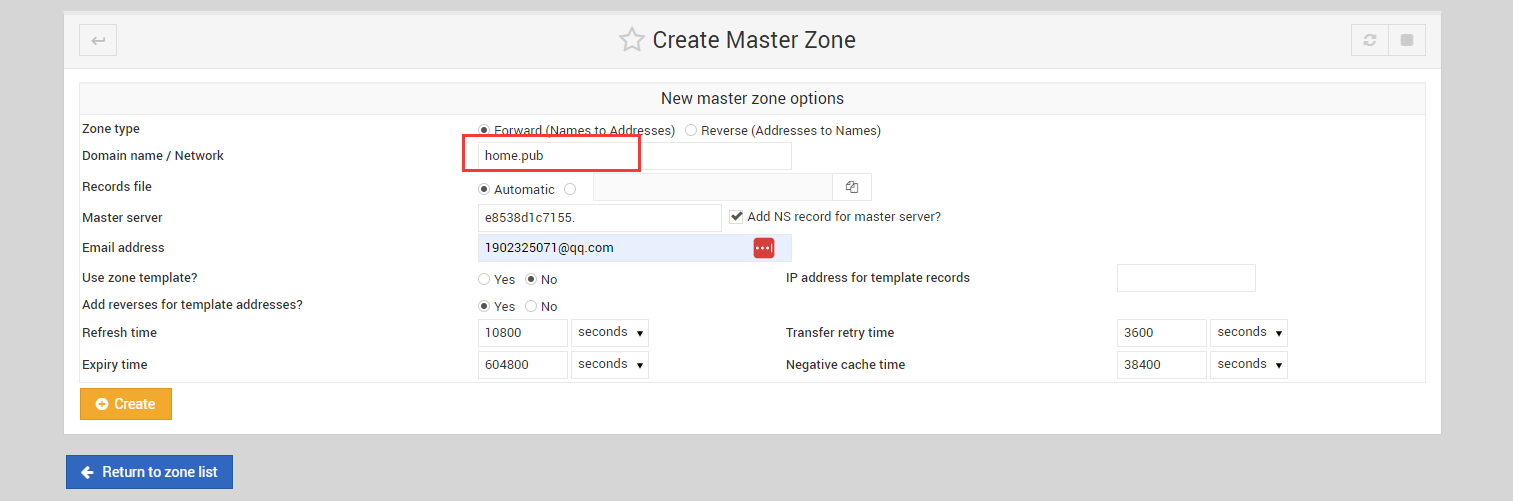 Create Master Zone
New master zone options
Zone type Forward (Names to Addresses) Reverse (Addresses to Names)
Domain name / Network home.pub
Records file Automatic
Master server e8538d1c7155. Add NS record for master server?
Email address 1902325071@qq.com
Use zone template? Yes No IP address for template records
Add reverses for template addresses? Yes No
Refresh time 10800 seconds Transfer retry time 3600 seconds
Expiry time 604800 seconds Negative cache time 38400 seconds
Create
Return to zone list